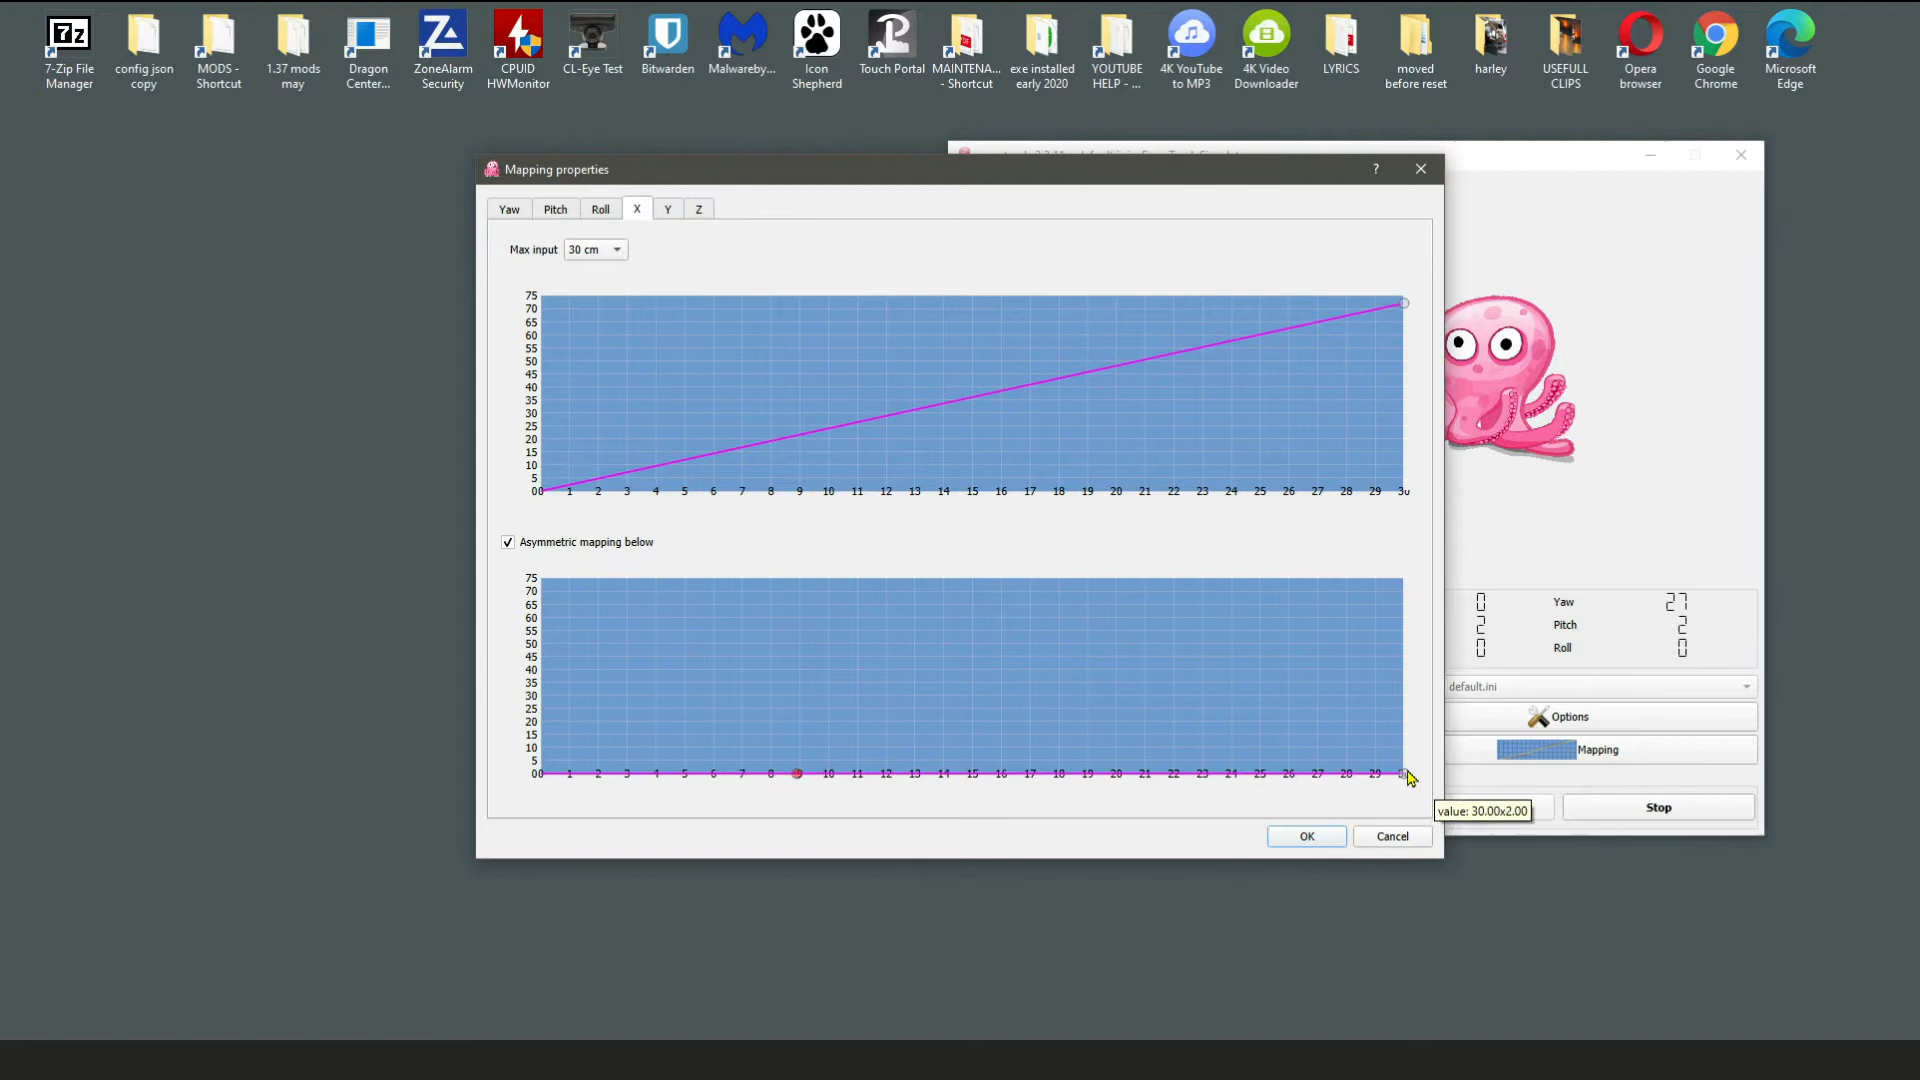 7-Zip File Manager
config json copy
MODS - Shortcut
1.37 mods may
Dragon Center...
ZoneAlarm Security
CPUID HWMonitor
CL-Eye Test
Bitwarden
Malwareby...
Icon Shepherd
Touch Portal
MAINTENA... - Shortcut
exe installed early 2020
YOUTUBE HELP - ...
4K YouTube to MP3
4K Video Downloader
LYRICS
moved before reset
harley
USEFULL CLIPS
Opera browser
Google Chrome
Microsoft Edge
Mapping properties
?
Yaw Pitch Roll X Y Z
Max input 30 cm
75
70
65
60
55
50
45
40
35
30
25
20
15
10
5
0 0 1 2 3 4 5 6 7 8 9 10 11 12 13 14 15 16 17 18 19 20 21 22 23 24 25 26 27 28 29 30
Asymmetric mapping below
75
70
65
60
55
50
45
40
35
30
25
20
15
10
5
0 0 1 2 3 4 5 6 7 8 10 11 12 13 14 15 16 17 18 19 20 21 22 23 24 25 26 27 28 29
value: 30.00x2.00
OK Cancel
0 Yaw 27
2 Pitch 2
0 Roll 0
default.ini
Options
Mapping
Stop